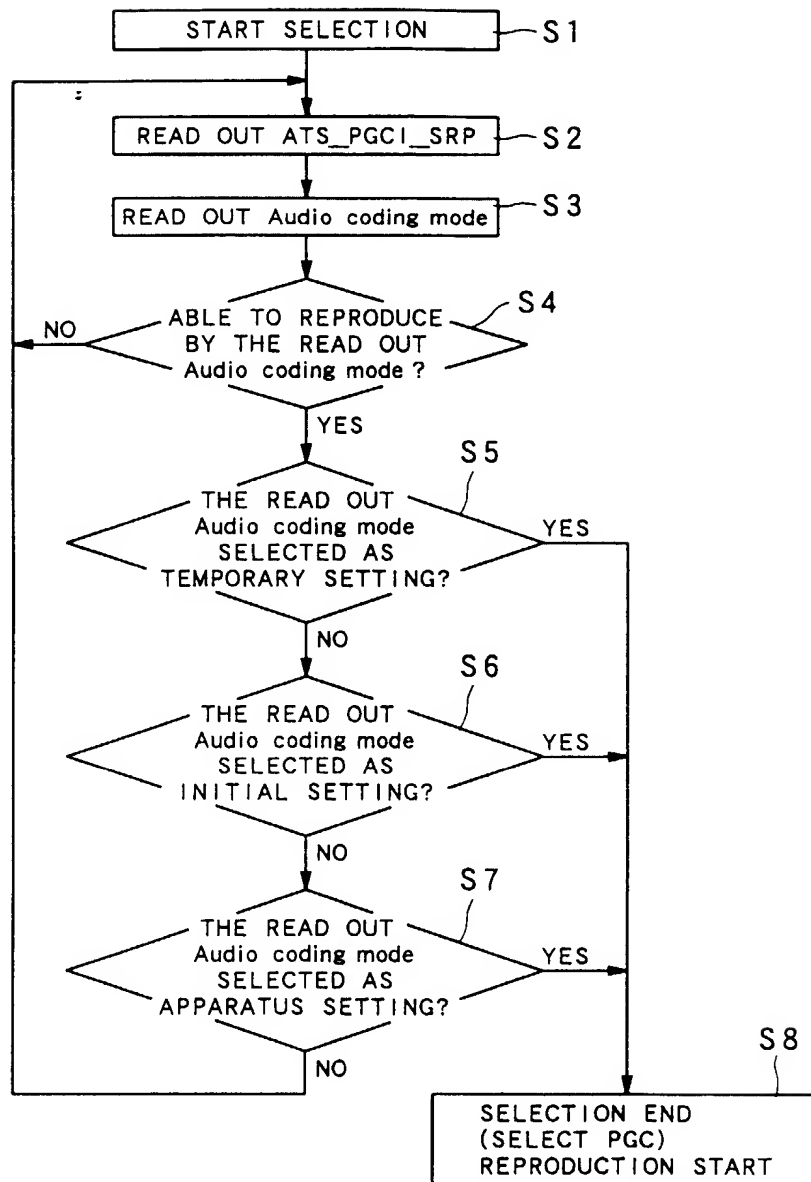 START SELECTION
S1
READ OUT ATS_PGCI_SRP
S2
READ OUT Audio coding mode
S3
ABLE TO REPRODUCE
BY THE READ OUT
Audio coding mode ?
S4
NO
YES
THE READ OUT
Audio coding mode
SELECTED AS
TEMPORARY SETTING?
S5
YES
NO
THE READ OUT
Audio coding mode
SELECTED AS
INITIAL SETTING?
S6
YES
NO
THE READ OUT
Audio coding mode
SELECTED AS
APPARATUS SETTING?
S7
YES
NO
S8
SELECTION END
(SELECT PGC)
REPRODUCTION START